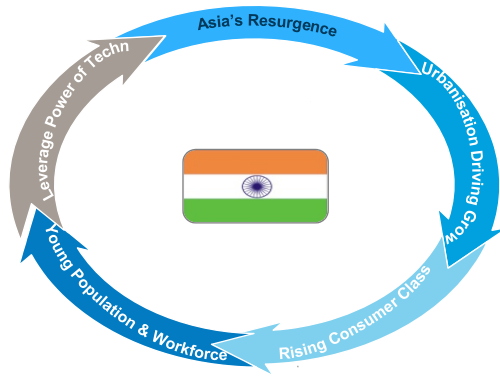 Asia's Resurgence
Urbanisation Driving Grow
Rising Consumer Class
Young Population & Workforce
Leverage Power of Techn